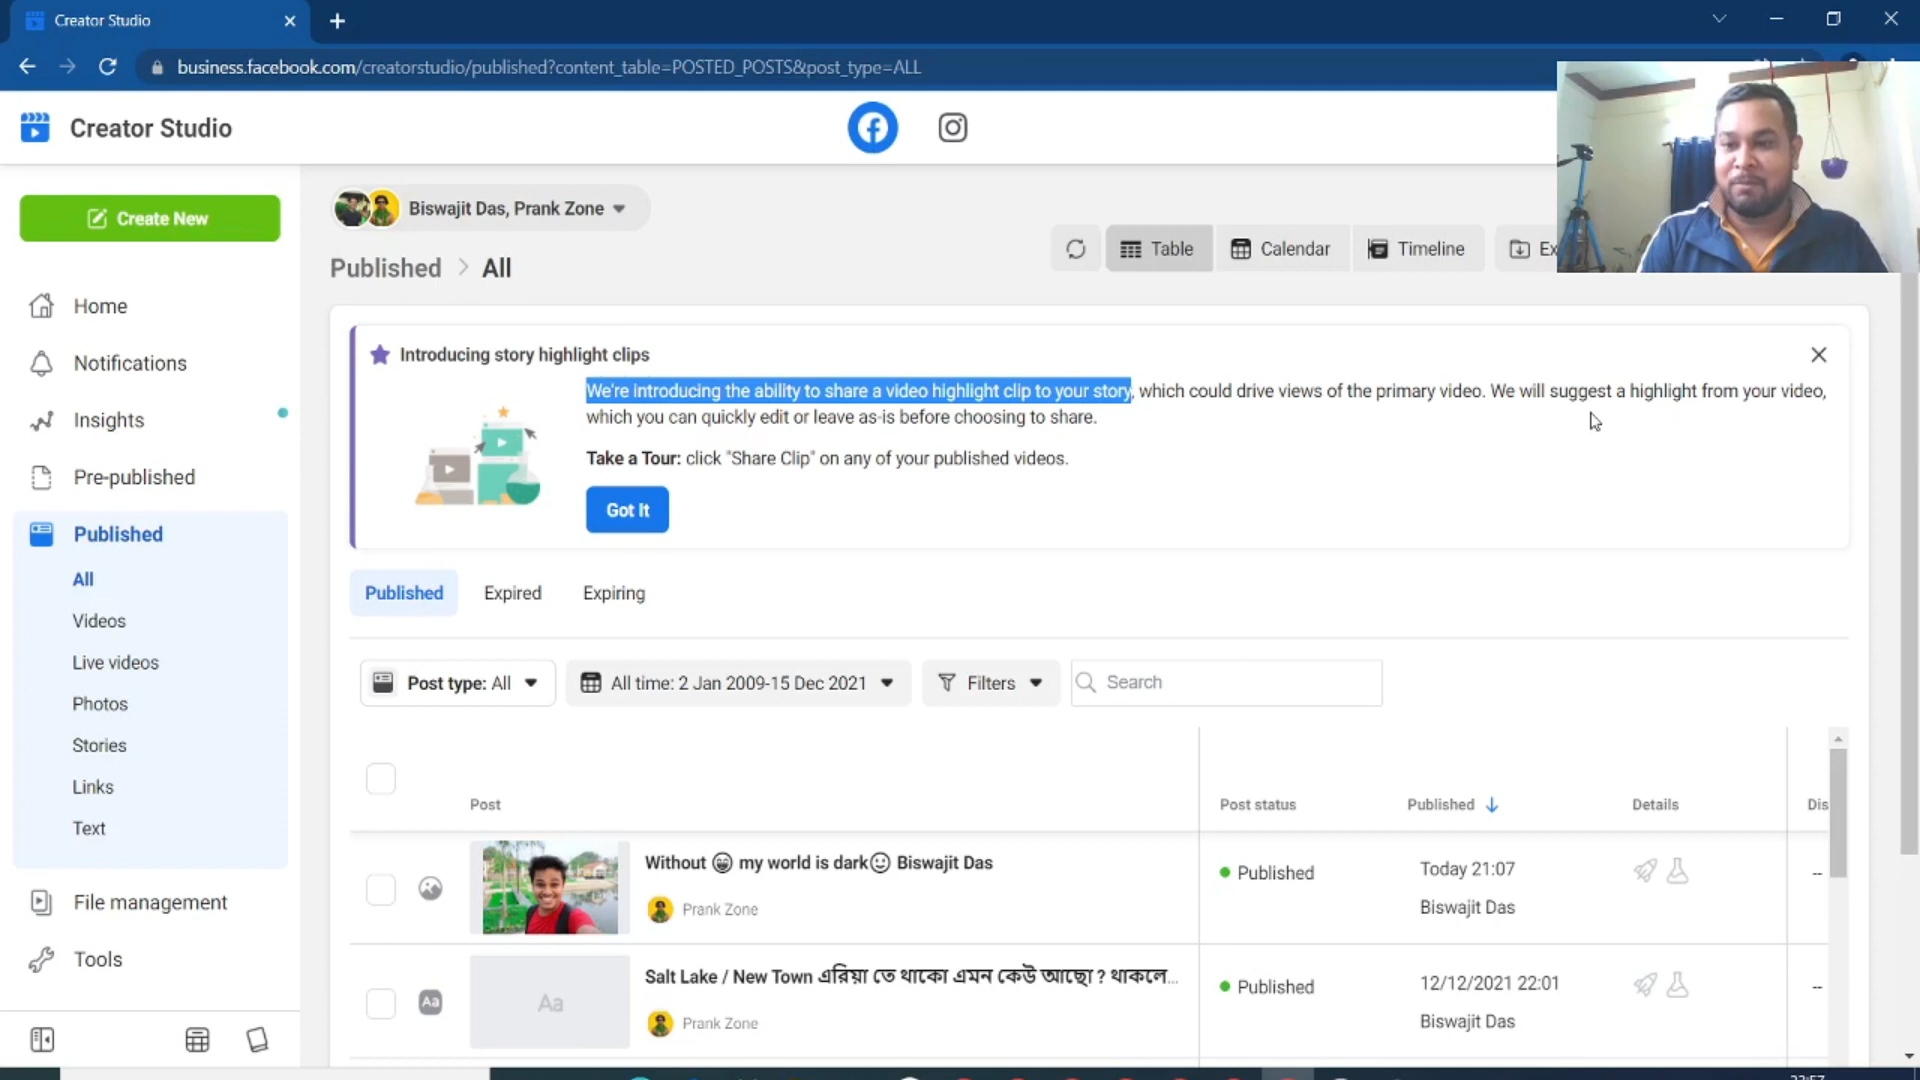 Creator Studio
business.facebook.com/creatorstudio/published?content_table=POSTED_POSTS&post_type=ALL
Creator Studio
Create New
Biswajit Das, Prank Zone
Published > All
Table
Calendar
Timeline
Ex
Home
Notifications
Insights
Pre-published
Published
All
Videos
Live videos
Photos
Stories
Links
Text
File management
Tools
Introducing story highlight clips
We're introducing the ability to share a video highlight clip to your story, which could drive views of the primary video. We will suggest a highlight from your video,
which you can quickly edit or leave as-is before choosing to share.
Take a Tour: click "Share Clip" on any of your published videos.
Got It
Published Expired Expiring
Post type: All
All time: 2 Jan 2009-15 Dec 2021
Filters
Search
Post Post status Published Details Dis
Without 😄 my world is dark🙂 Biswajit Das
Prank Zone
Published
Today 21:07
Biswajit Das
--
Aa
Aa
Salt Lake / New Town এরিয়া তে থাকো এমন কেউ আছো ? থাকলে...
Prank Zone
Published
12/12/2021 22:01
Biswajit Das
--